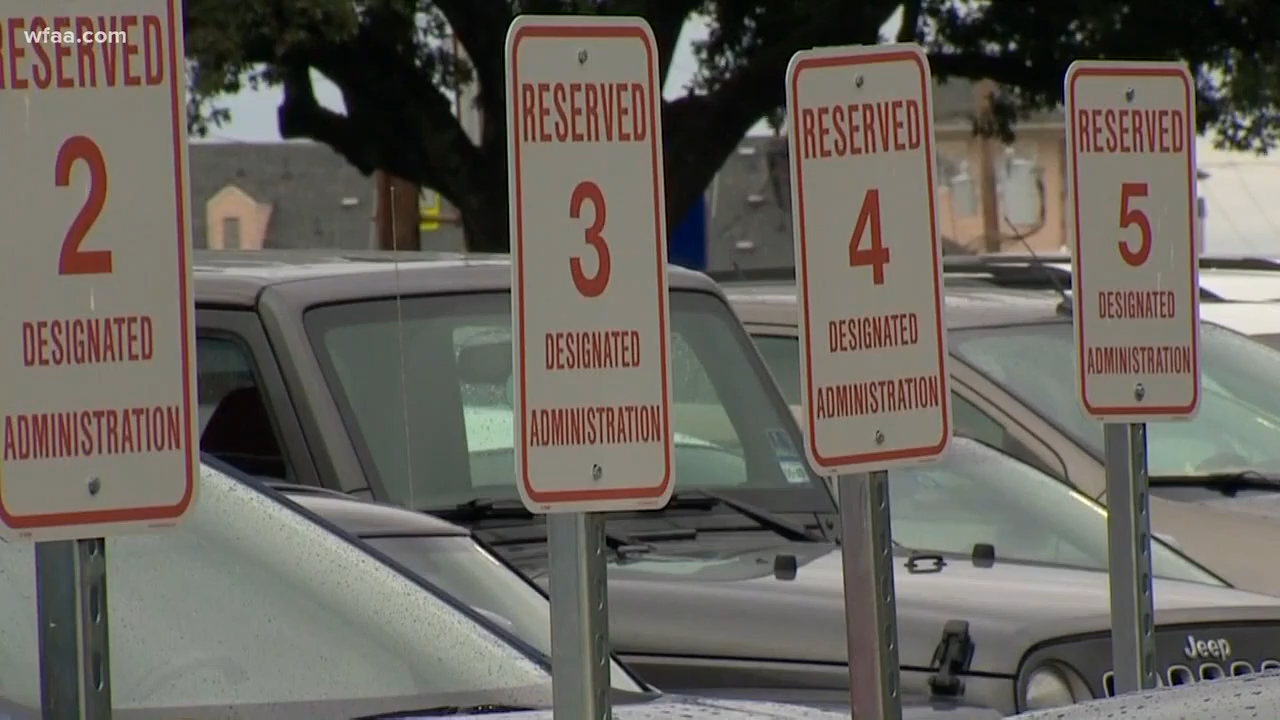 wfaa.com
RESERVED
2
DESIGNATED
ADMINISTRATION
RESERVED
3
DESIGNATED
ADMINISTRATION
RESERVED
4
DESIGNATED
ADMINISTRATION
RESERVED
5
DESIGNATED
ADMINISTRATION
Jeep